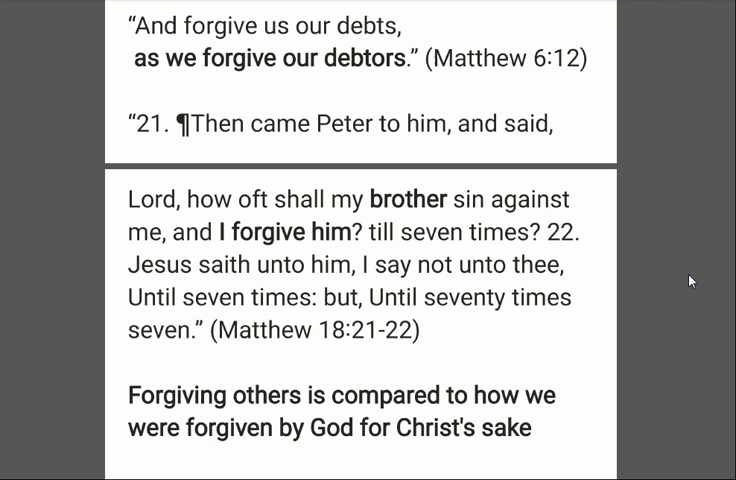 “And forgive us our debts,
as we forgive our debtors.” (Matthew 6:12)
“21. ¶Then came Peter to him, and said,
Lord, how oft shall my brother sin against
me, and I forgive him? till seven times? 22.
Jesus saith unto him, I say not unto thee,
Until seven times: but, Until seventy times
seven.” (Matthew 18:21-22)
Forgiving others is compared to how we
were forgiven by God for Christ's sake